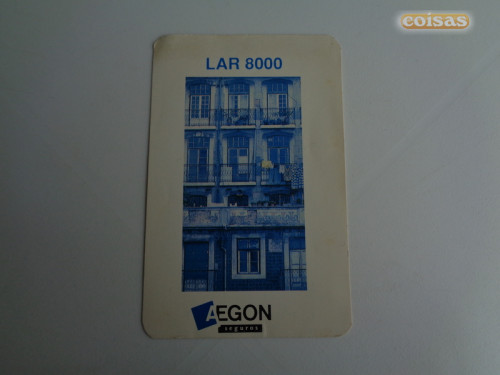 coisas
LAR 8000
AEGON
seguros